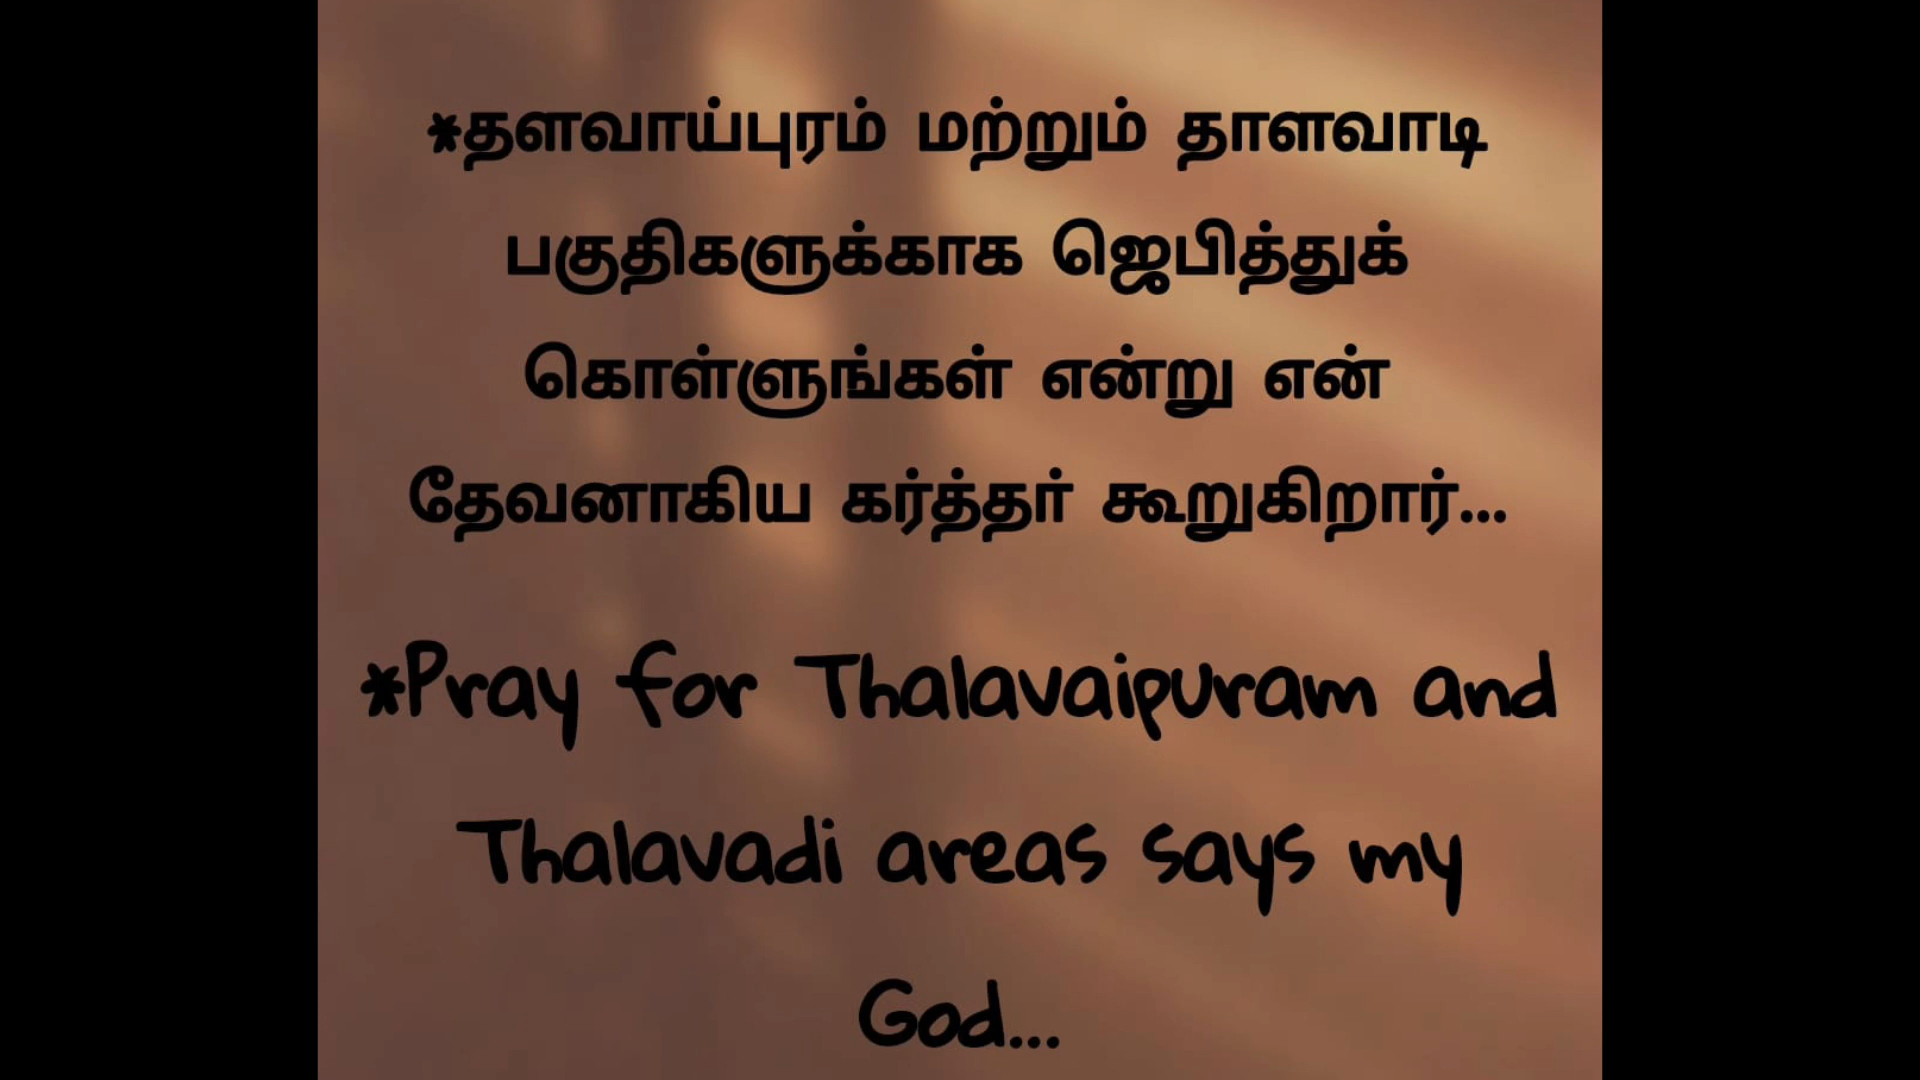 *தளவாய்புரம் மற்றும் தாளவாடி
பகுதிகளுக்காக ஜெபித்துக்
கொள்ளுங்கள் என்று என்
தேவனாகிய கர்த்தர் கூறுகிறார்...
*Pray for Thalavaipuram and
Thalavadi areas says my
God...